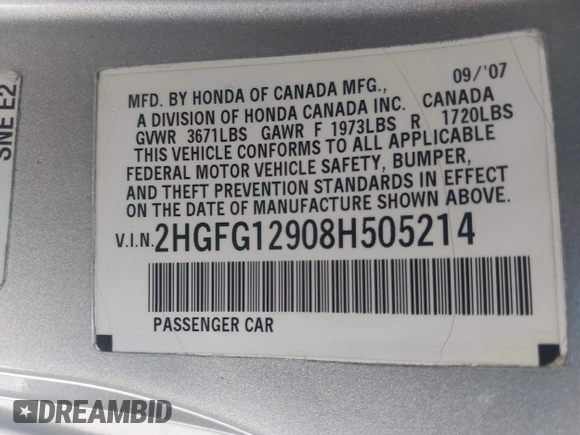 SNE E2
MFD. BY HONDA OF CANADA MFG., 09/'07
A DIVISION OF HONDA CANADA INC. CANADA
GVWR 3671LBS GAWR F 1973LBS R 1720LBS
THIS VEHICLE CONFORMS TO ALL APPLICABLE
FEDERAL MOTOR VEHICLE SAFETY, BUMPER,
AND THEFT PREVENTION STANDARDS IN EFFECT
ON THE DATE OF MANUFACTURE SHOWN ABOVE.
V.I.N. 2HGFG12908H505214
PASSENGER CAR
DREAMBID